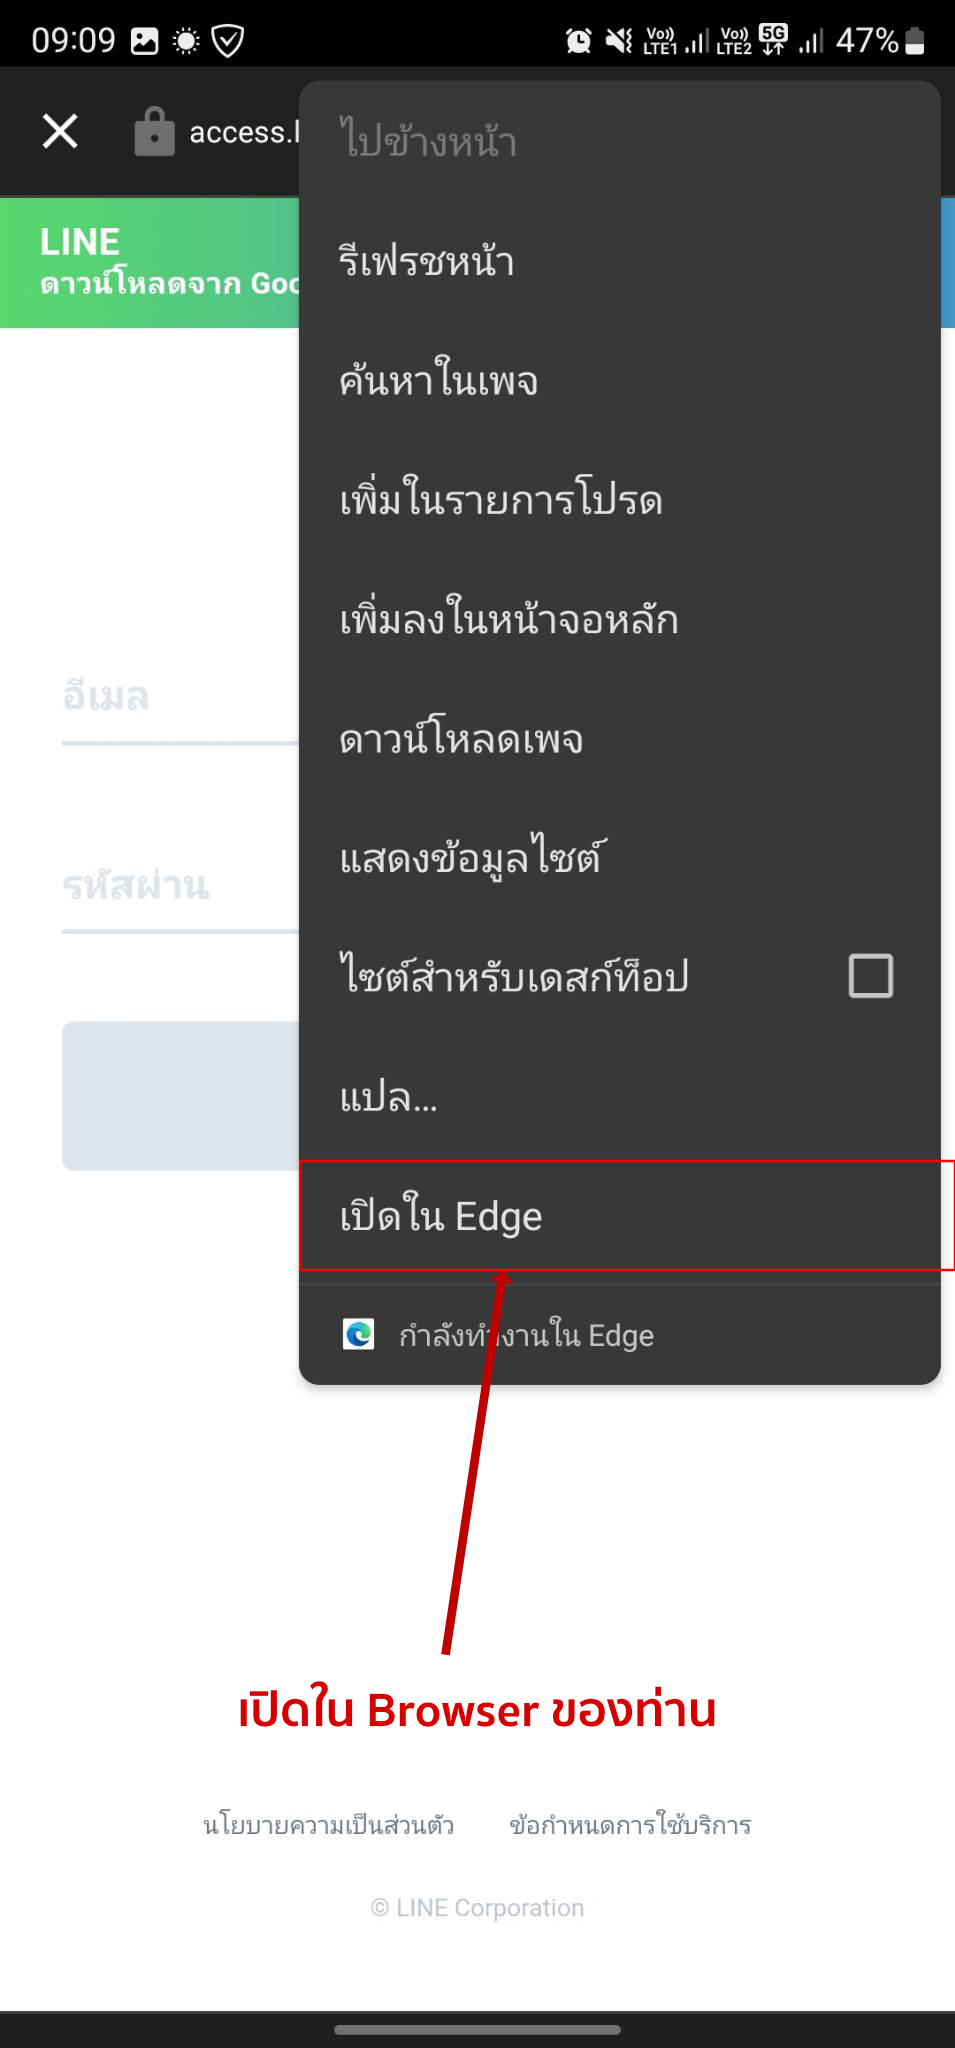 09:09
Vo)) LTE1 Vo)) LTE2 5G 47%
access.l
ไปข้างหน้า
LINE
ดาวน์โหลดจาก Goo
รีเฟรชหน้า
ค้นหาในเพจ
เพิ่มในรายการโปรด
เพิ่มลงในหน้าจอหลัก
อีเมล
ดาวน์โหลดเพจ
แสดงข้อมูลไซต์
รหัสผ่าน
ไซต์สำหรับเดสก์ท็อป
แปล...
เปิดใน Edge
กำลังทำงานใน Edge
เปิดใน Browser ของท่าน
นโยบายความเป็นส่วนตัว ข้อกำหนดการใช้บริการ
© LINE Corporation